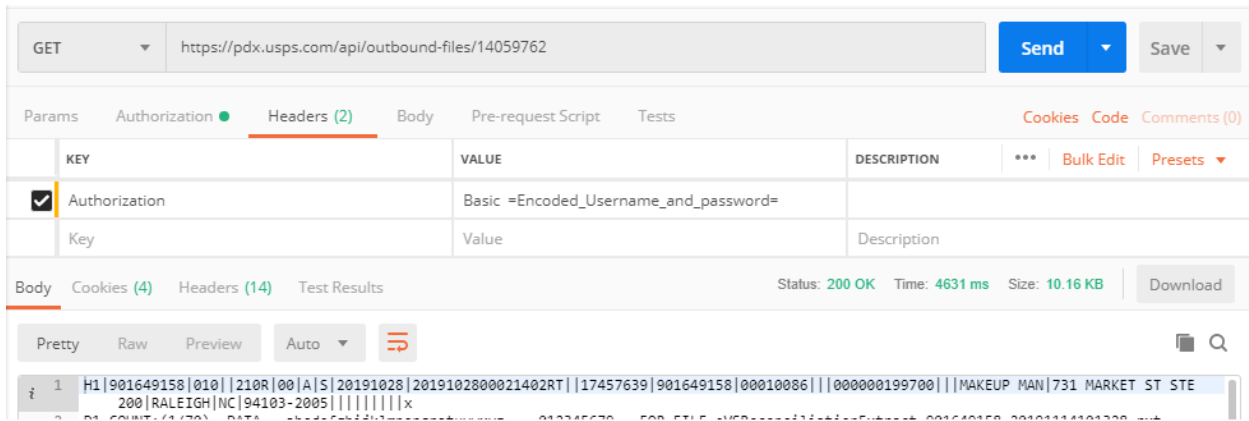 GET https://pdx.usps.com/api/outbound-files/14059762 Send Save
Params Authorization Headers (2) Body Pre-request Script Tests Cookies Code Comments (0)
KEY VALUE DESCRIPTION ••• Bulk Edit Presets
Authorization Basic =Encoded_Username_and_password=
Key Value Description
Body Cookies (4) Headers (14) Test Results Status: 200 OK Time: 4631 ms Size: 10.16 KB Download
Pretty Raw Preview Auto
i 1 H1|901649158|010||210R|00|A|S|20191028|2019102800021402RT||17457639|901649158|00010086|||000000199700|||MAKEUP MAN|731 MARKET ST STE
200|RALEIGH|NC|94103-2005|||||||||x